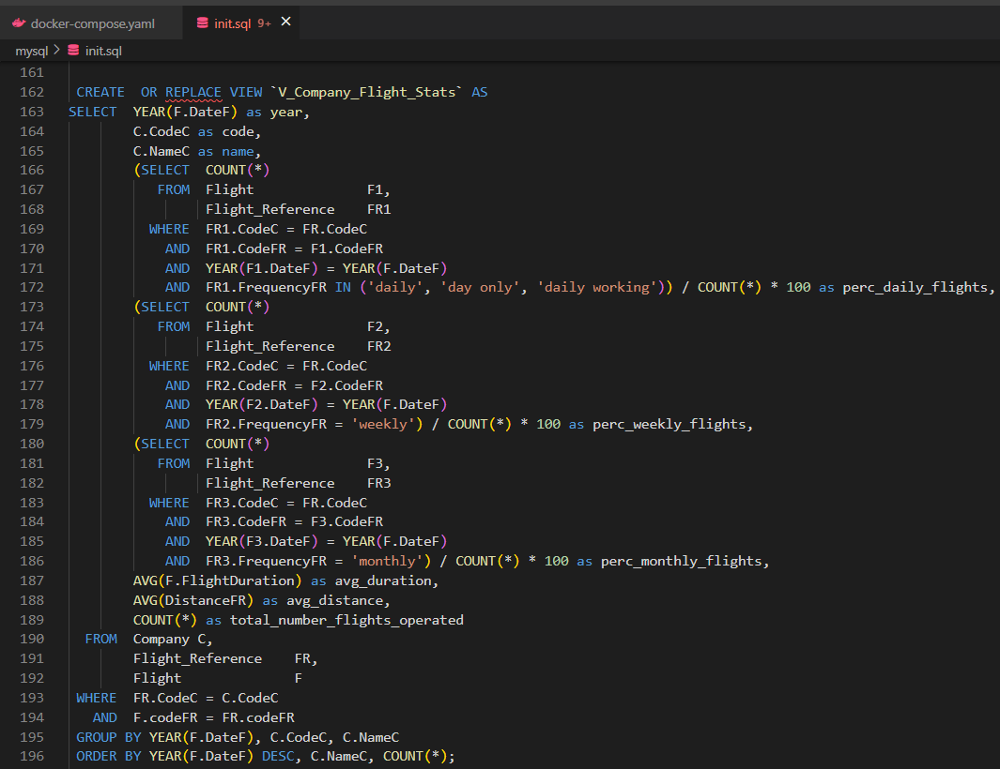 docker-compose.yaml init.sql 9+ ×
mysql > init.sql
161
162 CREATE OR REPLACE VIEW `V_Company_Flight_Stats` AS
163 SELECT YEAR(F.DateF) as year,
164 C.CodeC as code,
165 C.NameC as name,
166 (SELECT COUNT(*)
167 FROM Flight F1,
168 Flight_Reference FR1
169 WHERE FR1.CodeC = FR.CodeC
170 AND FR1.CodeFR = F1.CodeFR
171 AND YEAR(F1.DateF) = YEAR(F.DateF)
172 AND FR1.FrequencyFR IN ('daily', 'day only', 'daily working')) / COUNT(*) * 100 as perc_daily_flights,
173 (SELECT COUNT(*)
174 FROM Flight F2,
175 Flight_Reference FR2
176 WHERE FR2.CodeC = FR.CodeC
177 AND FR2.CodeFR = F2.CodeFR
178 AND YEAR(F2.DateF) = YEAR(F.DateF)
179 AND FR2.FrequencyFR = 'weekly') / COUNT(*) * 100 as perc_weekly_flights,
180 (SELECT COUNT(*)
181 FROM Flight F3,
182 Flight_Reference FR3
183 WHERE FR3.CodeC = FR.CodeC
184 AND FR3.CodeFR = F3.CodeFR
185 AND YEAR(F3.DateF) = YEAR(F.DateF)
186 AND FR3.FrequencyFR = 'monthly') / COUNT(*) * 100 as perc_monthly_flights,
187 AVG(F.FlightDuration) as avg_duration,
188 AVG(DistanceFR) as avg_distance,
189 COUNT(*) as total_number_flights_operated
190 FROM Company C,
191 Flight_Reference FR,
192 Flight F
193 WHERE FR.CodeC = C.CodeC
194 AND F.codeFR = FR.codeFR
195 GROUP BY YEAR(F.DateF), C.CodeC, C.NameC
196 ORDER BY YEAR(F.DateF) DESC, C.NameC, COUNT(*);